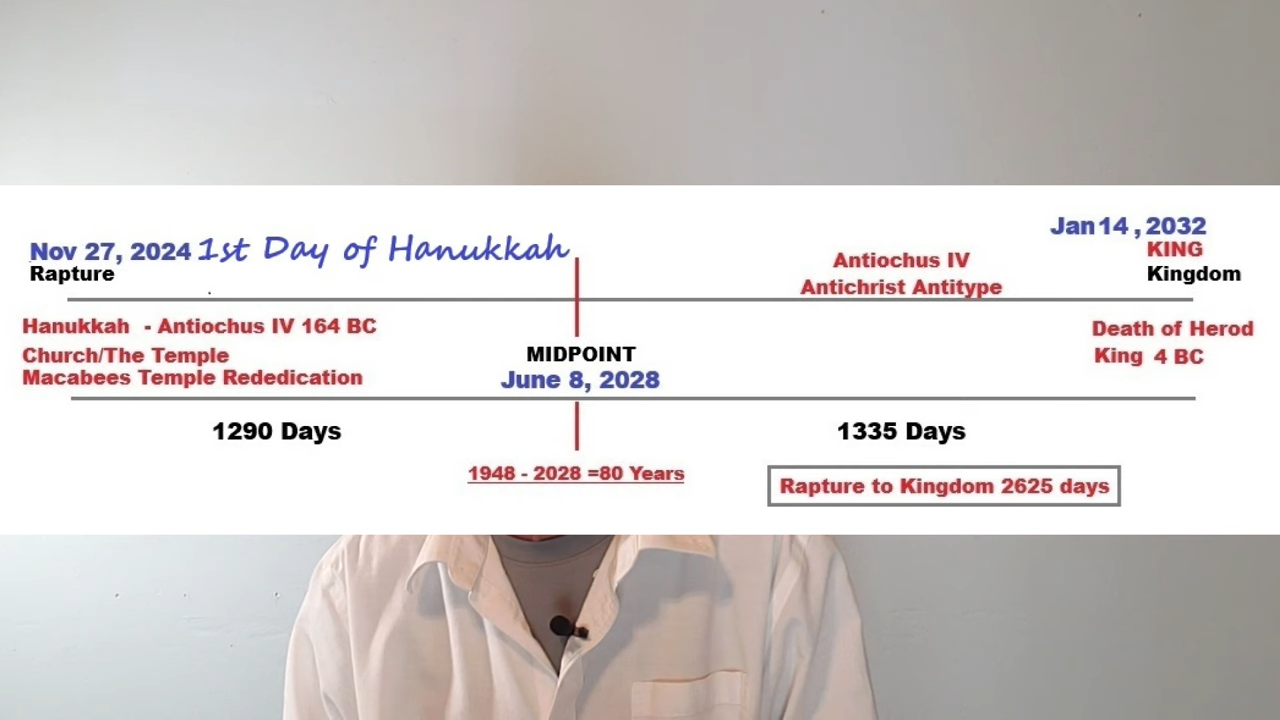 Nov 27, 2024 1st Day of Hanukkah
Rapture
Jan 14, 2032
KING
Kingdom
Antiochus IV
Antichrist Antitype
Hanukkah - Antiochus IV 164 BC
Church/The Temple
Macabees Temple Rededication
MIDPOINT
June 8, 2028
Death of Herod
King 4 BC
1290 Days
1335 Days
1948 - 2028 =80 Years
Rapture to Kingdom 2625 days